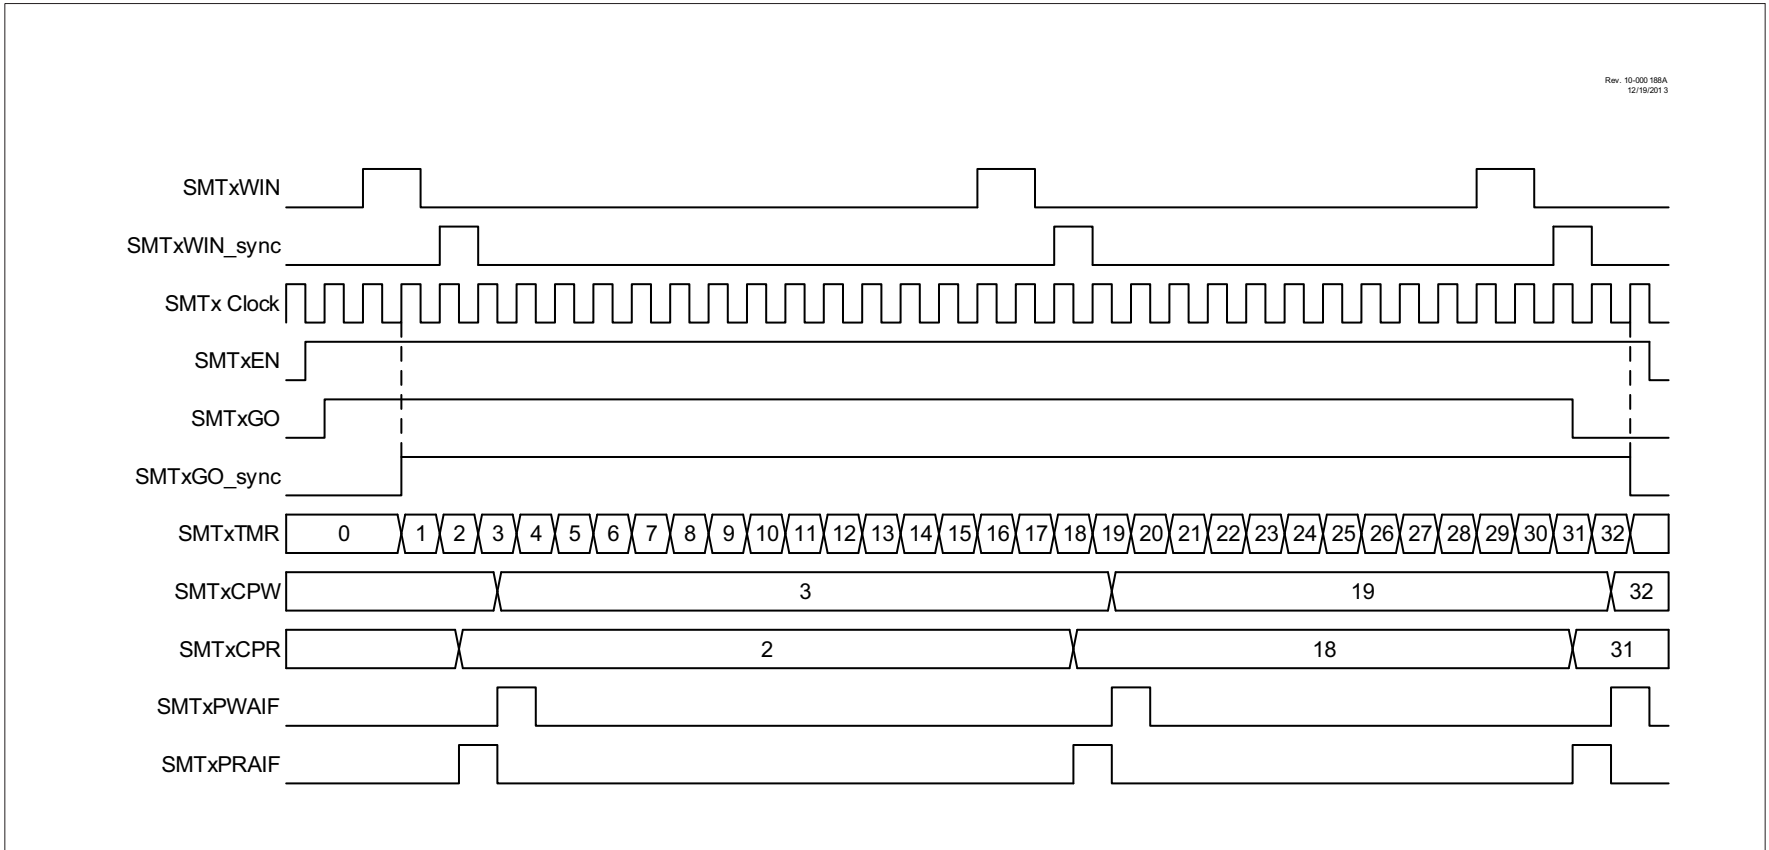 Rev. 10-000 188A
12/19/201 3
SMTxWIN
SMTxWIN_sync
SMTx Clock
SMTxEN
SMTxGO
SMTxGO_sync
SMTxTMR 0 1 2 3 4 5 6 7 8 9 10 11 12 13 14 15 16 17 18 19 20 21 22 23 24 25 26 27 28 29 30 31 32
SMTxCPW 3 19 32
SMTxCPR 2 18 31
SMTxPWAIF
SMTxPRAIF